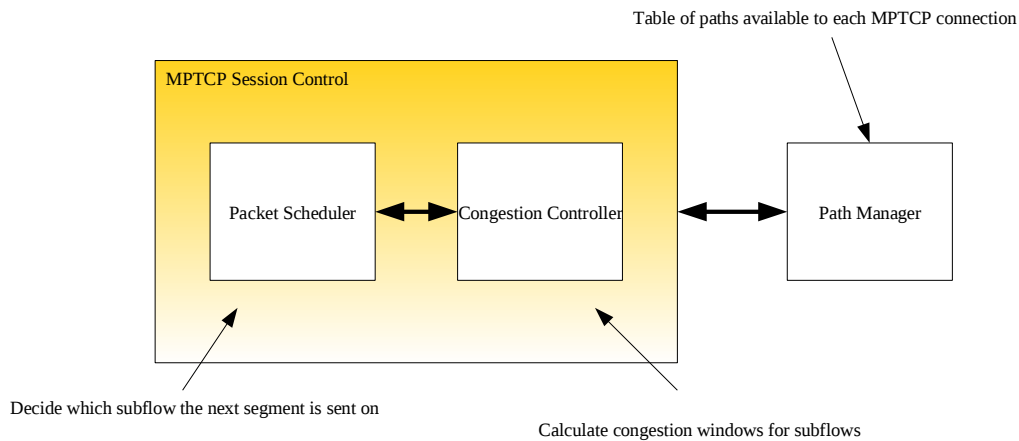 Table of paths available to each MPTCP connection
MPTCP Session Control
Packet Scheduler
Congestion Controller
Path Manager
Decide which subflow the next segment is sent on
Calculate congestion windows for subflows